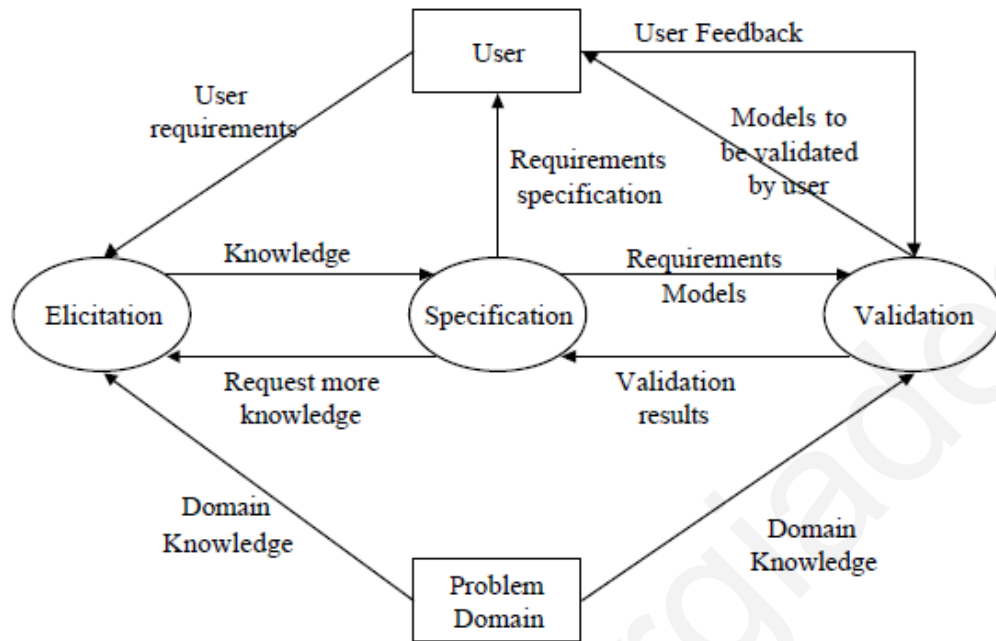 User
User Feedback
User
requirements
Models to
be validated
by user
Requirements
specification
Knowledge
Requirements
Models
Elicitation
Specification
Validation
Request more
knowledge
Validation
results
Domain
Knowledge
Domain
Knowledge
Problem
Domain